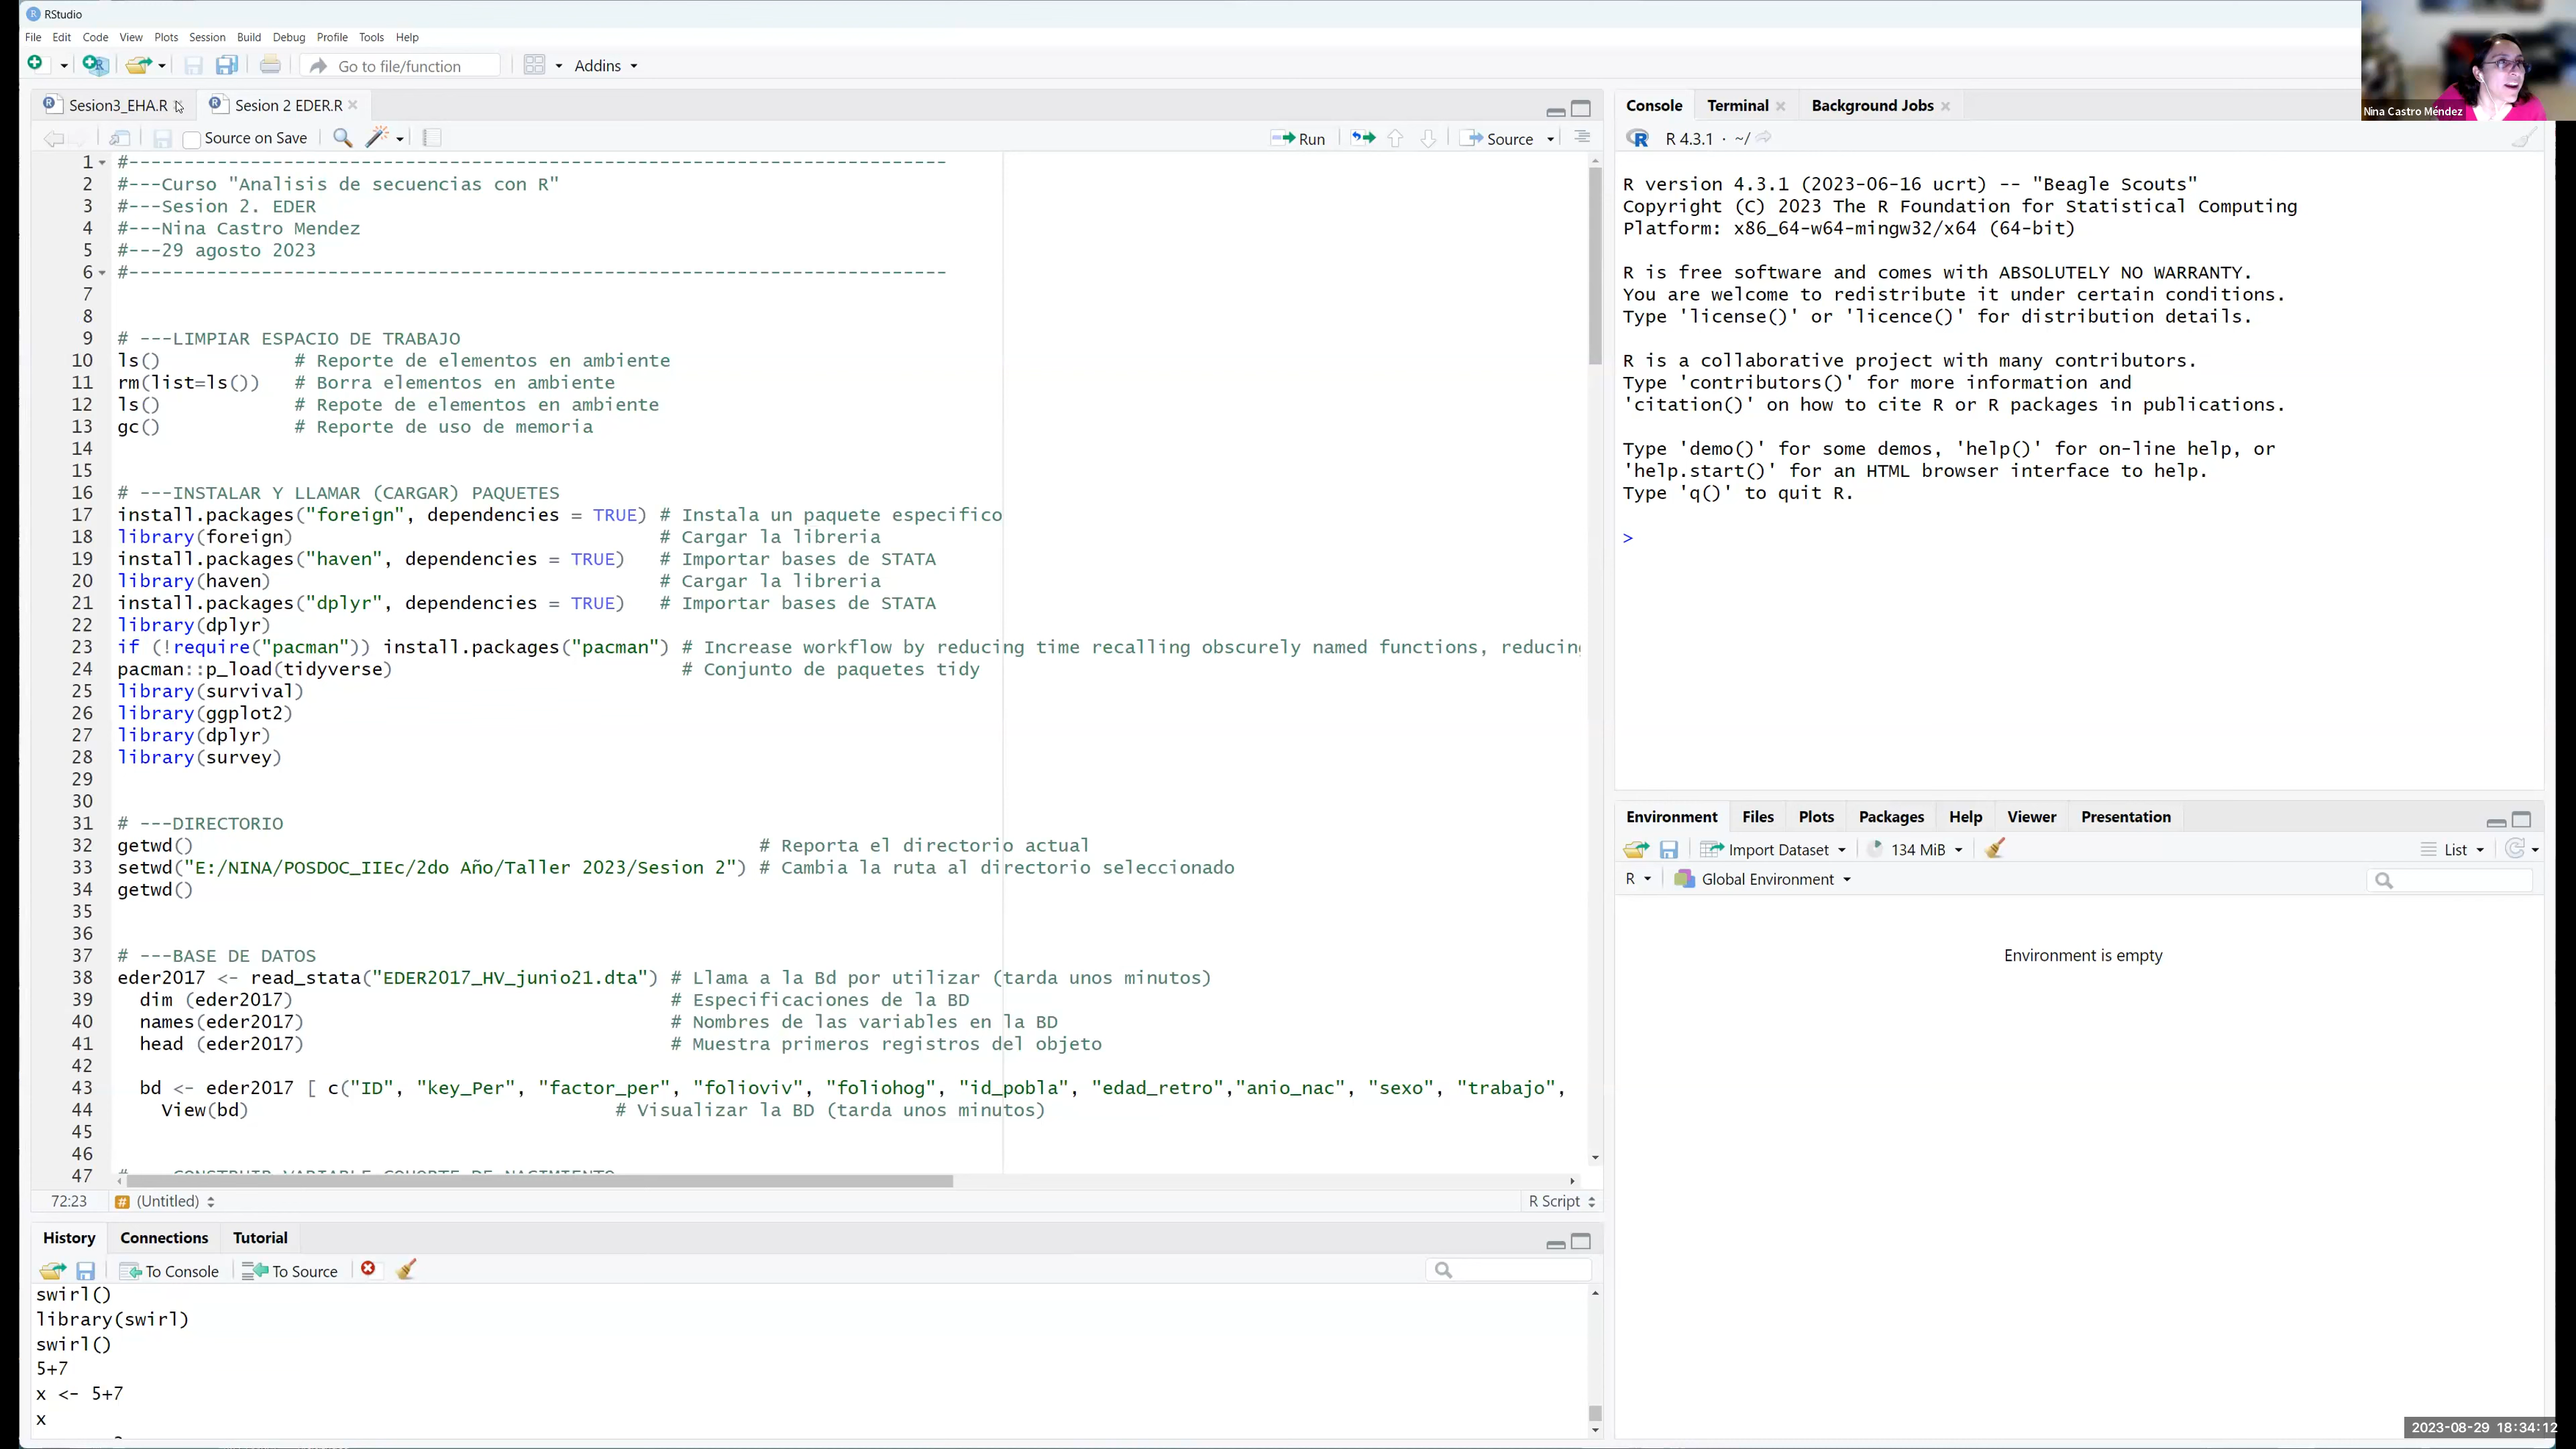 RStudio
File Edit Code View Plots Session Build Debug Profile Tools Help
Go to file/function Addins
Sesion3_EHA.R Sesion 2 EDER.R
Source on Save Run Source
1 #--------------------------------------------------------------------------
2 #---Curso "Analisis de secuencias con R"
3 #---Sesion 2. EDER
4 #---Nina Castro Mendez
5 #---29 agosto 2023
6 #--------------------------------------------------------------------------
7
8
9 # ---LIMPIAR ESPACIO DE TRABAJO
10 ls() # Reporte de elementos en ambiente
11 rm(list=ls()) # Borra elementos en ambiente
12 ls() # Repote de elementos en ambiente
13 gc() # Reporte de uso de memoria
14
15
16 # ---INSTALAR Y LLAMAR (CARGAR) PAQUETES
17 install.packages("foreign", dependencies = TRUE) # Instala un paquete especifico
18 library(foreign) # Cargar la libreria
19 install.packages("haven", dependencies = TRUE) # Importar bases de STATA
20 library(haven) # Cargar la libreria
21 install.packages("dplyr", dependencies = TRUE) # Importar bases de STATA
22 library(dplyr)
23 if (!require("pacman")) install.packages("pacman") # Increase workflow by reducing time recalling obscurely named functions, reducing
24 pacman::p_load(tidyverse) # Conjunto de paquetes tidy
25 library(survival)
26 library(ggplot2)
27 library(dplyr)
28 library(survey)
29
30
31 # ---DIRECTORIO
32 getwd() # Reporta el directorio actual
33 setwd("E:/NINA/POSDOC_IIEc/2do Año/Taller 2023/Sesion 2") # Cambia la ruta al directorio seleccionado
34 getwd()
35
36
37 # ---BASE DE DATOS
38 eder2017 <- read_stata("EDER2017_HV_junio21.dta") # Llama a la Bd por utilizar (tarda unos minutos)
39 dim (eder2017) # Especificaciones de la BD
40 names(eder2017) # Nombres de las variables en la BD
41 head (eder2017) # Muestra primeros registros del objeto
42
43 bd <- eder2017 [ c("ID", "key_Per", "factor_per", "folioviv", "foliohog", "id_pobla", "edad_retro","anio_nac", "sexo", "trabajo",
44 View(bd) # Visualizar la BD (tarda unos minutos)
45
46
47 # ---CONSTRUIR VARIABLE COHORTE DE NACIMIENTO
72:23 (Untitled) R Script
History Connections Tutorial
To Console To Source
swirl()
library(swirl)
swirl()
5+7
x <- 5+7
x
Console Terminal Background Jobs
R 4.3.1 · ~/
R version 4.3.1 (2023-06-16 ucrt) -- "Beagle Scouts"
Copyright (C) 2023 The R Foundation for Statistical Computing
Platform: x86_64-w64-mingw32/x64 (64-bit)
R is free software and comes with ABSOLUTELY NO WARRANTY.
You are welcome to redistribute it under certain conditions.
Type 'license()' or 'licence()' for distribution details.
R is a collaborative project with many contributors.
Type 'contributors()' for more information and
'citation()' on how to cite R or R packages in publications.
Type 'demo()' for some demos, 'help()' for on-line help, or
'help.start()' for an HTML browser interface to help.
Type 'q()' to quit R.
>
Environment Files Plots Packages Help Viewer Presentation
Import Dataset 134 MiB List
R Global Environment
Environment is empty
Nina Castro Méndez
2023-08-29 18:34:12